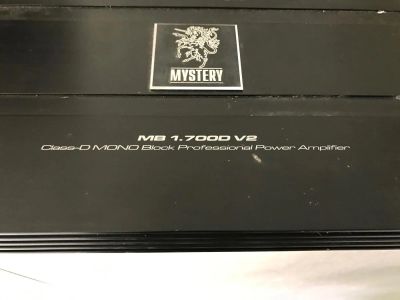 MYSTERY
MB 1.700D V2
Class-D MONO Block Professional Power Amplifier